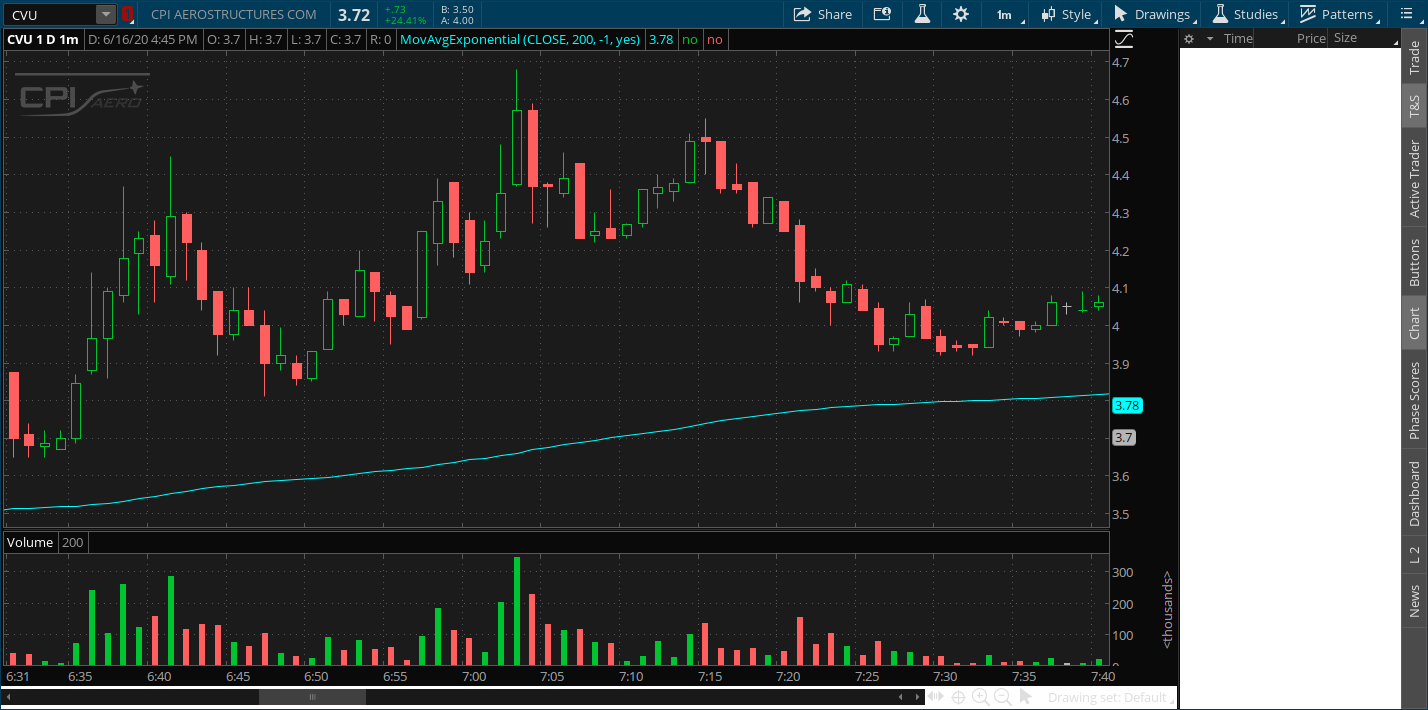 CVU 1 CPI AEROSTRUCTURES COM 3.72 +.73 +24.41% B: 3.50 A: 4.00 Share 1m Style Drawings Studies Patterns
CVU 1 D 1m D: 6/16/20 4:45 PM O: 3.7 H: 3.7 L: 3.7 C: 3.7 R: 0 MovAvgExponential (CLOSE, 200, -1, yes) 3.78 no no
Time Price Size
CPI AERO
4.7
4.6
4.5
4.4
4.3
4.2
4.1
4
3.9
3.78
3.7
3.6
3.5
Volume 200
300
200
100
0
<thousands>
6:31 6:35 6:40 6:45 6:50 6:55 7:00 7:05 7:10 7:15 7:20 7:25 7:30 7:35 7:40
Drawing set: Default
Trade
T&S
Active Trader
Buttons
Chart
Phase Scores
Dashboard
L 2
News